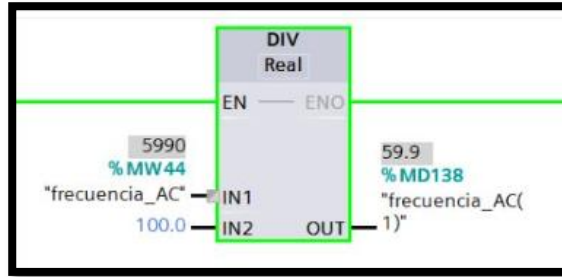 DIV
Real
EN
ENO
5990
%MW44
"frecuencia_AC"
IN1
100.0
IN2
59.9
%MD138
"frecuencia_AC(
1)"
OUT